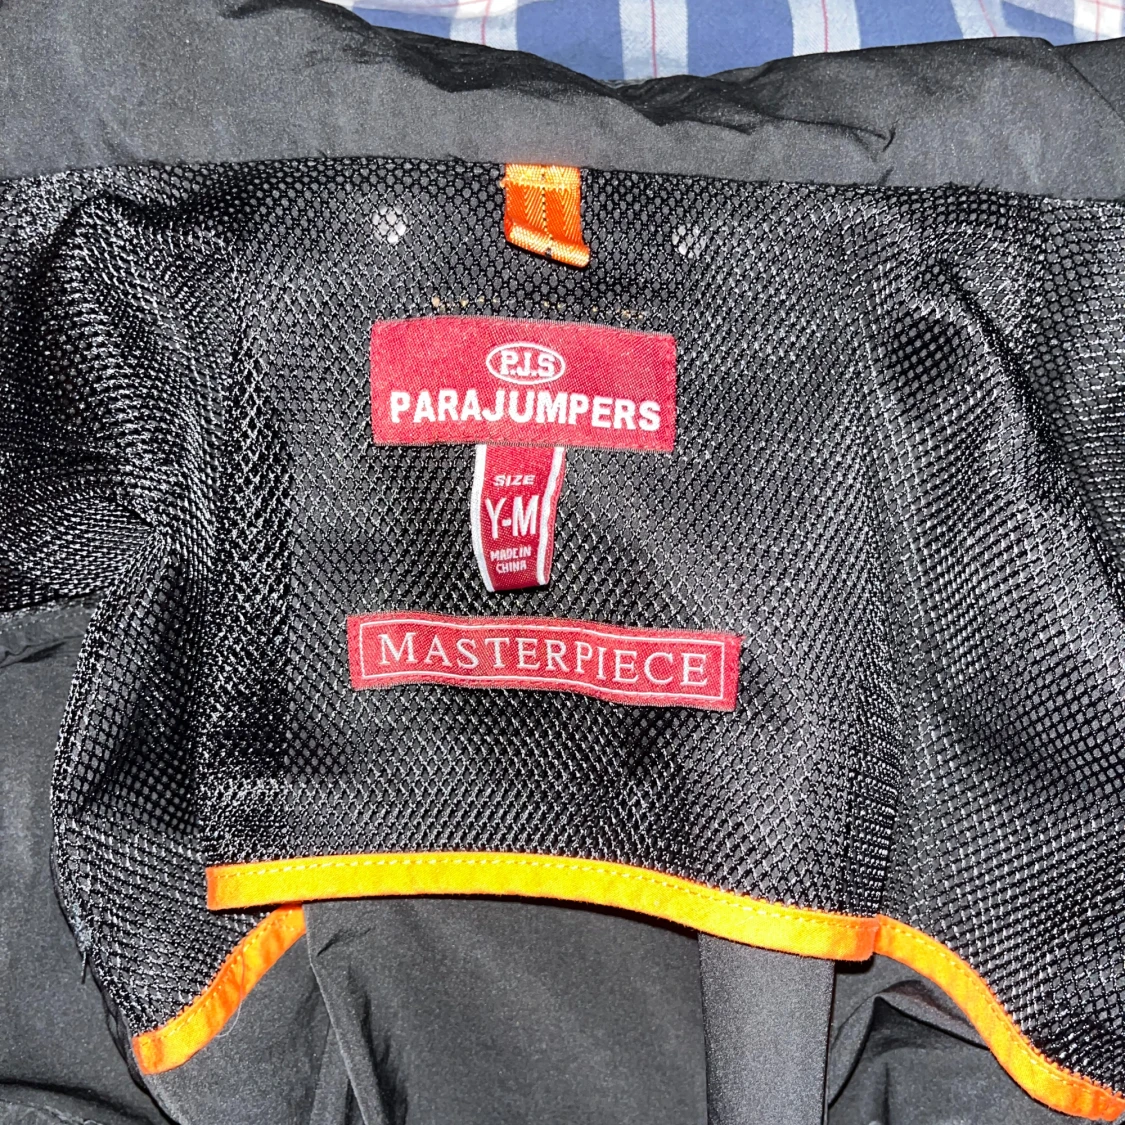 P.J.S
PARAJUMPERS
SIZE
Y-M
MADE IN
CHINA
MASTERPIECE